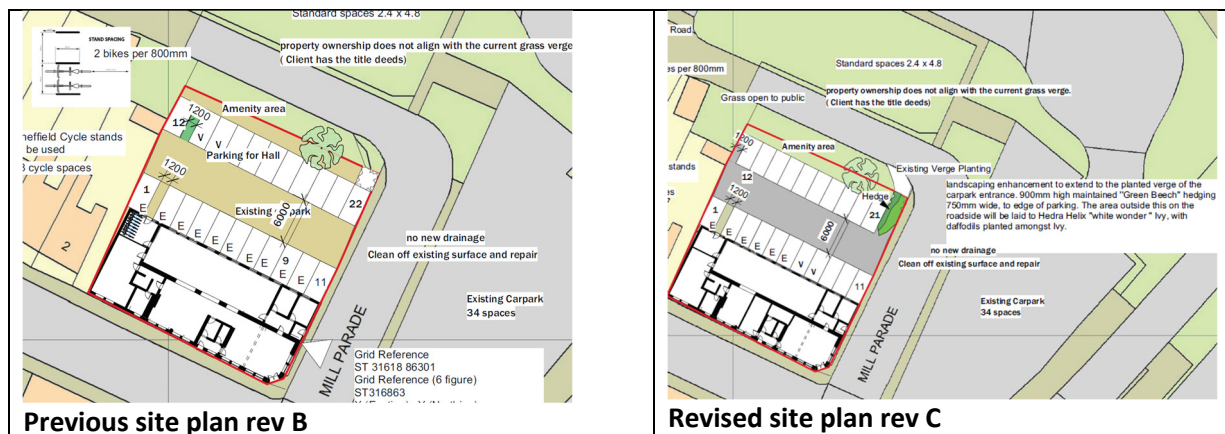 Standard spaces 2.4 x 4.8
STAND SPACING
2 bikes per 800mm
property ownership does not align with the current grass verge
( Client has the title deeds)
Amenity area
1200
12
V V
Parking for Hall
heffield Cycle stands
be used
3 cycle spaces
1200
1
22
Existing
6000
E E E E E E E E
9
11
2
no new drainage
Clean off existing surface and repair
Existing Carpark
34 spaces
MILL PARADE
Grid Reference
ST 31618 86301
Grid Reference (6 figure)
ST316863
Previous site plan rev B
Road.
es per 800mm
Standard spaces 2.4 x 4.8
property ownership does not align with the current grass verge.
(Client has the title deeds)
Grass open to public
1200
Amenity area
Existing Verge Planting
stands
12
1200
Hedge
21
landscaping enhancement to extend to the planted verge of the
carpark entrance. 900mm high maintained "Green Beech" hedging
750mm wide, to edge of parking. The area outside this on the
roadside will be laid to Hedra Helix "white wonder " Ivy, with
daffodils planted amongst Ivy.
1
6000
E E E E E E V V
11
no new drainage
Clean off existing surface and repair
Existing Carpark
34 spaces
MILL PARADE
Revised site plan rev C